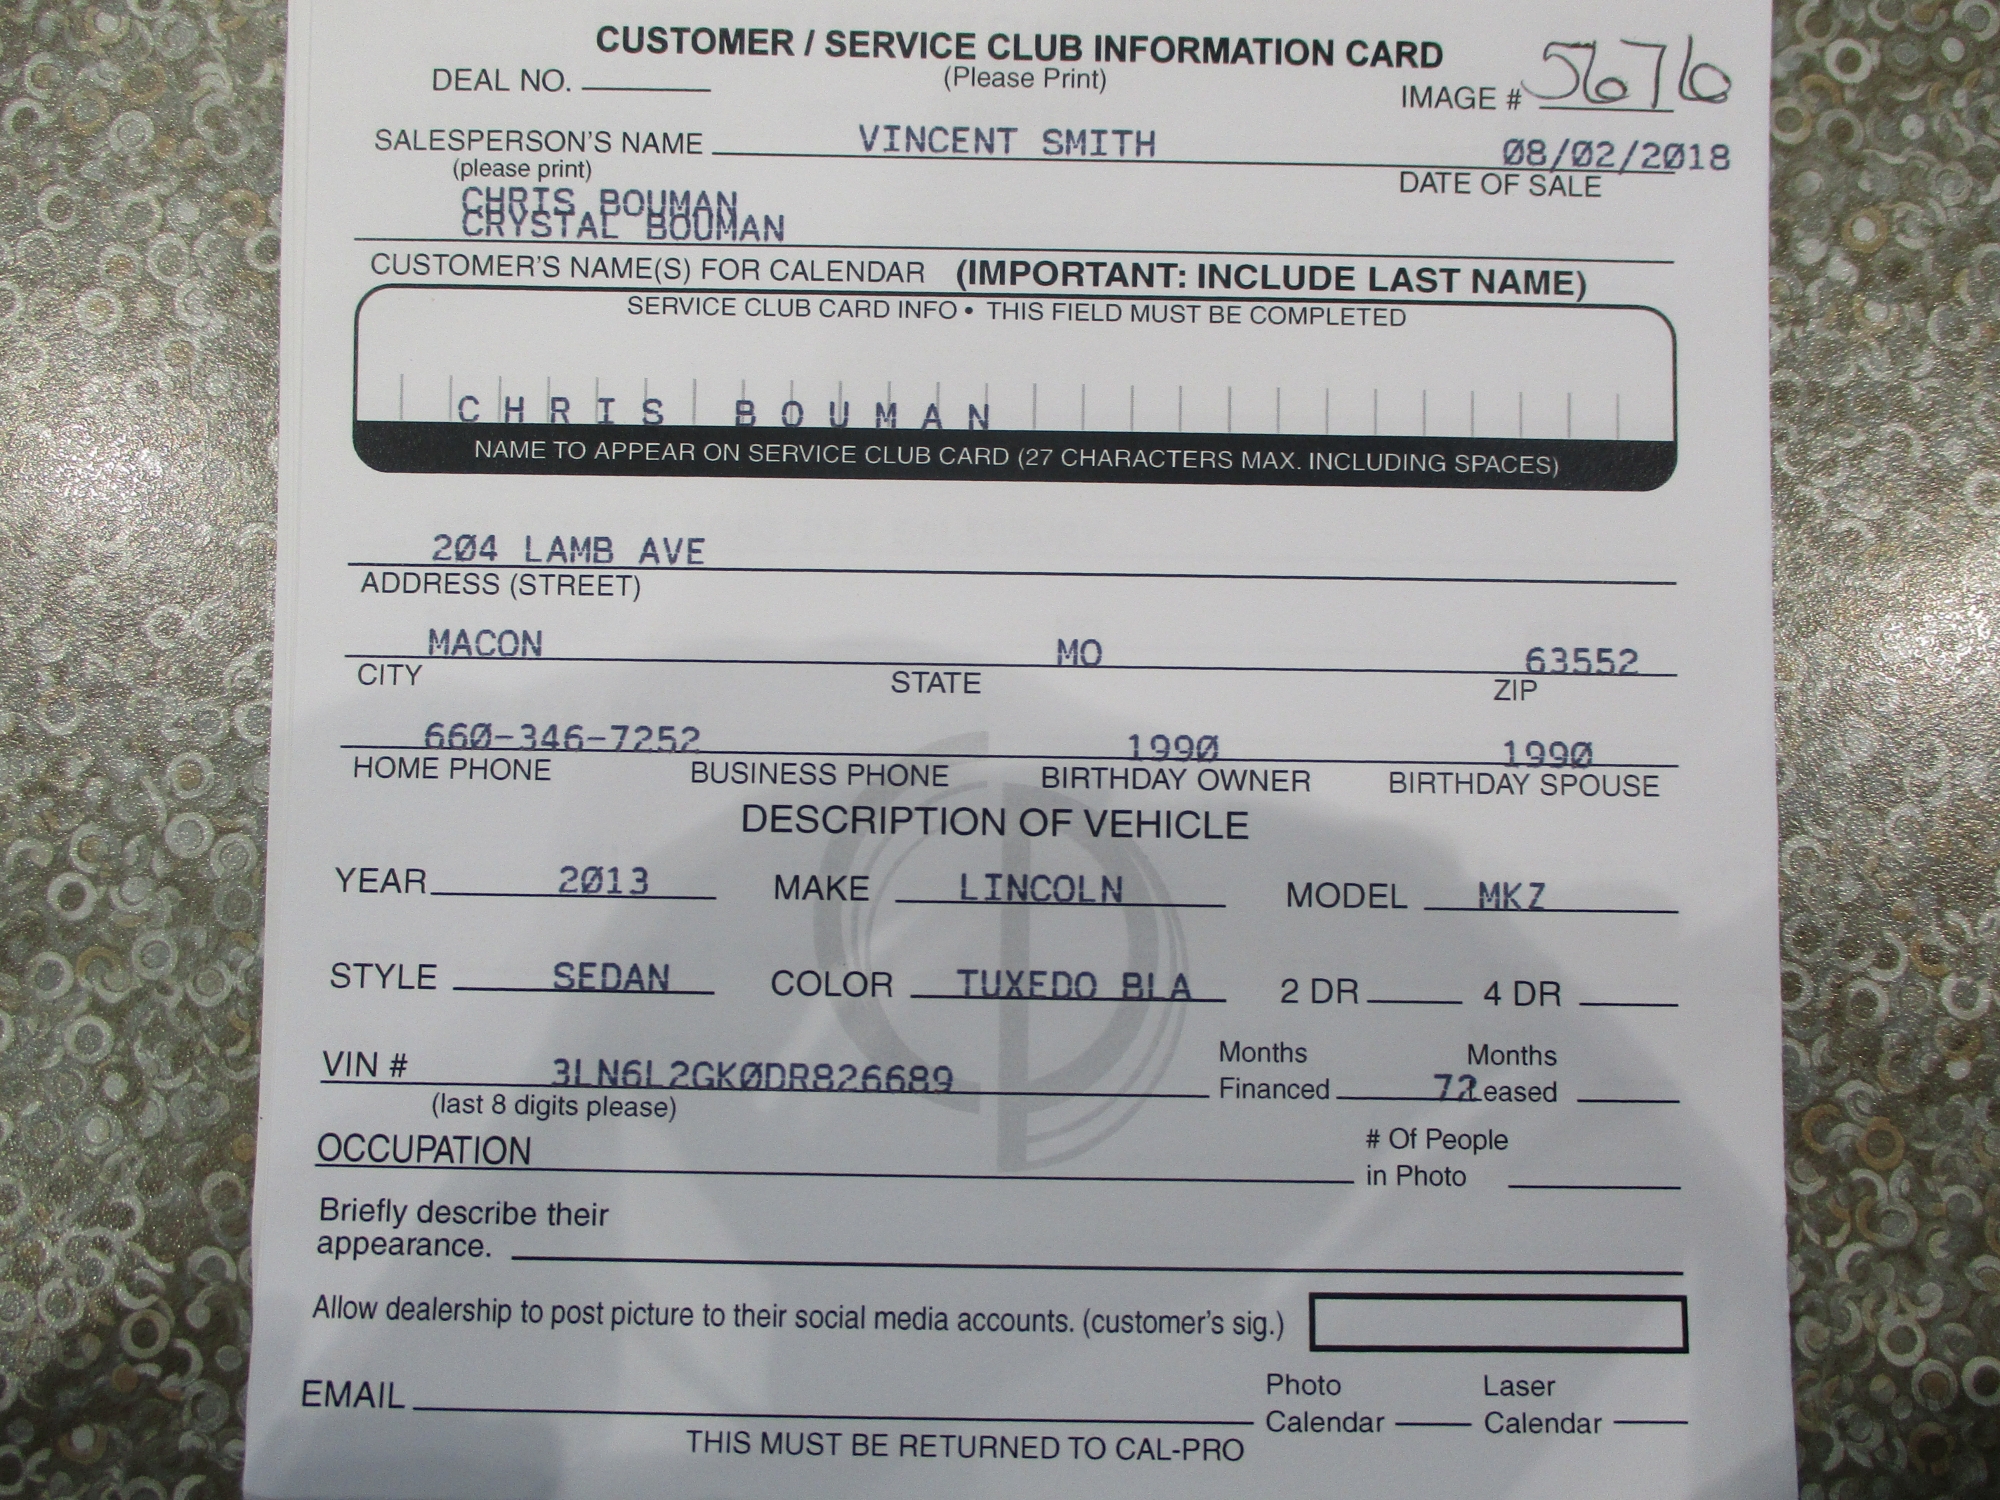 CUSTOMER / SERVICE CLUB INFORMATION CARD
(Please Print)
DEAL NO.
IMAGE # 5676
SALESPERSON'S NAME VINCENT SMITH 08/02/2018
(please print) DATE OF SALE
CHRIS BOUMAN
CRYSTAL BOUMAN
CUSTOMER'S NAME(S) FOR CALENDAR (IMPORTANT: INCLUDE LAST NAME)
SERVICE CLUB CARD INFO • THIS FIELD MUST BE COMPLETED
CHRIS BOUMAN
NAME TO APPEAR ON SERVICE CLUB CARD (27 CHARACTERS MAX. INCLUDING SPACES)
204 LAMB AVE
ADDRESS (STREET)
MACON MO 63552
CITY STATE ZIP
660-346-7252 1990 1990
HOME PHONE BUSINESS PHONE BIRTHDAY OWNER BIRTHDAY SPOUSE
DESCRIPTION OF VEHICLE
YEAR 2013 MAKE LINCOLN MODEL MKZ
STYLE SEDAN COLOR TUXEDO BLA 2 DR 4 DR
VIN # 3LN6L2GK0DR826689 Months Financed 72 Months Leased
(last 8 digits please)
OCCUPATION # Of People in Photo
Briefly describe their
appearance.
Allow dealership to post picture to their social media accounts. (customer's sig.)
EMAIL Photo Calendar Laser Calendar
THIS MUST BE RETURNED TO CAL-PRO